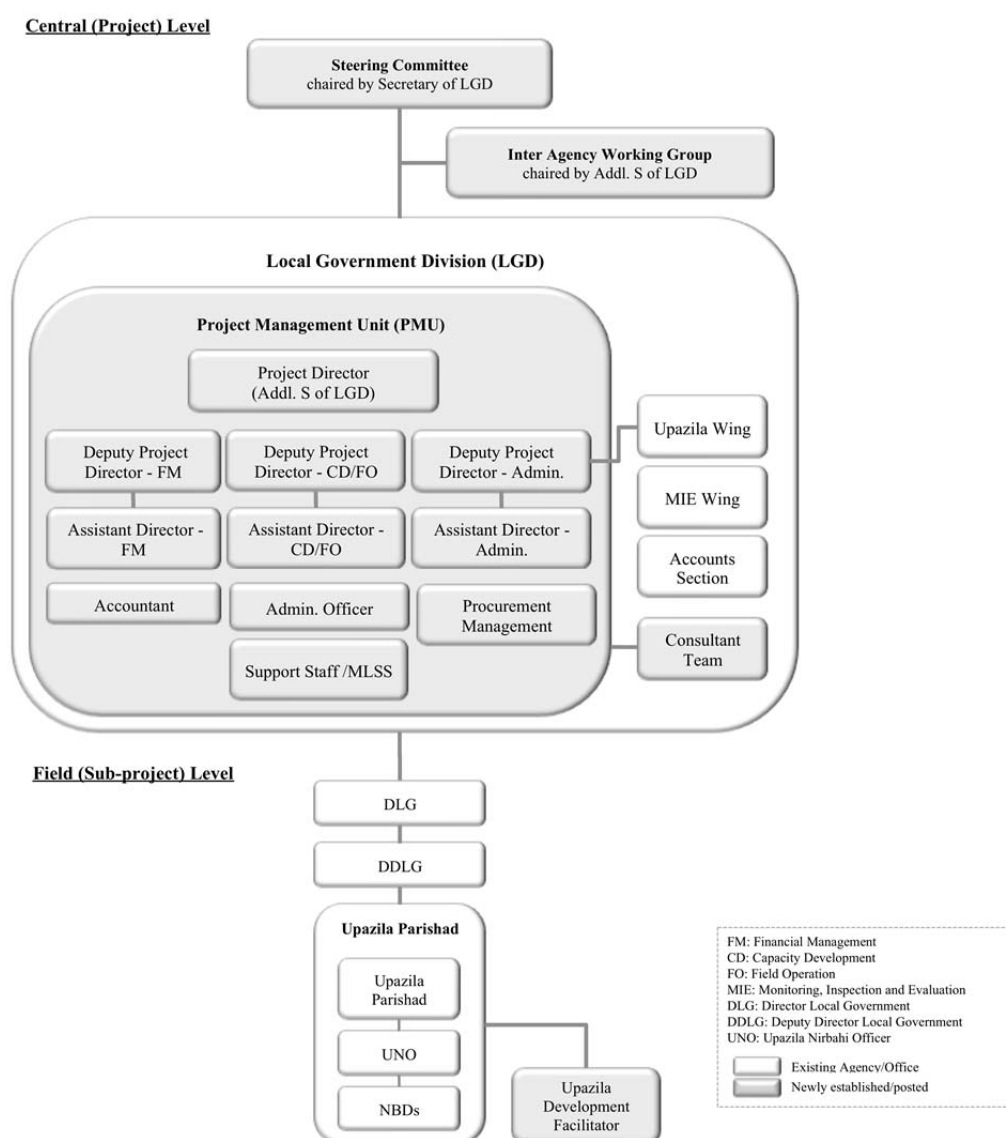 Central (Project) Level
Steering Committee
chaired by Secretary of LGD
Inter Agency Working Group
chaired by Addl. S of LGD
Local Government Division (LGD)
Project Management Unit (PMU)
Project Director
(Addl. S of LGD)
Deputy Project
Director - FM
Deputy Project
Director - CD/FO
Deputy Project
Director - Admin.
Upazila Wing
Assistant Director -
FM
Assistant Director -
CD/FO
Assistant Director -
Admin.
MIE Wing
Accounts
Section
Accountant
Admin. Officer
Procurement
Management
Support Staff /MLSS
Consultant
Team
Field (Sub-project) Level
DLG
DDLG
Upazila Parishad
Upazila
Parishad
UNO
NBDs
Upazila
Development
Facilitator
FM: Financial Management
CD: Capacity Development
FO: Field Operation
MIE: Monitoring, Inspection and Evaluation
DLG: Director Local Government
DDLG: Deputy Director Local Government
UNO: Upazila Nirbahi Officer
Existing Agency/Office
Newly established/posted